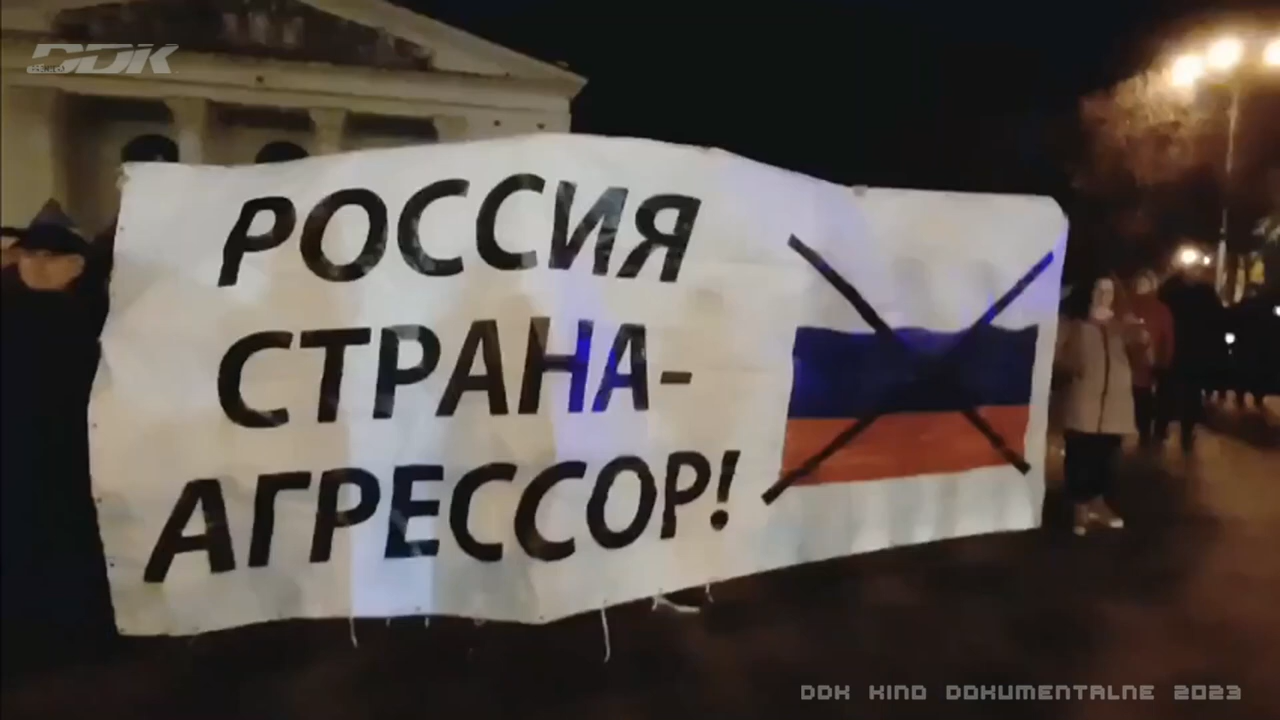 DDK
РОССИЯ
СТРАНА-
АГРЕССОР!
DDK KINO DOKUMENTALNE 2023